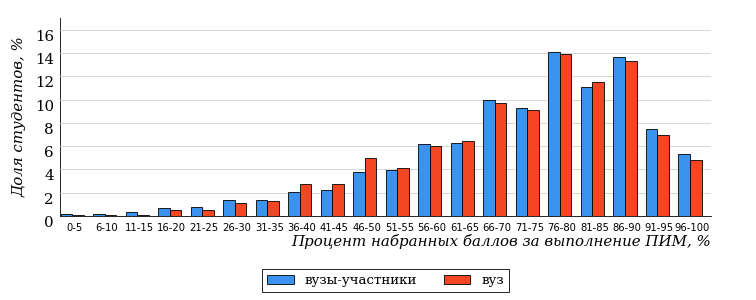 Доля студентов, %
16
14
12
10
8
6
4
2
0
0-5 6-10 11-15 16-20 21-25 26-30 31-35 36-40 41-45 46-50 51-55 56-60 61-65 66-70 71-75 76-80 81-85 86-90 91-95 96-100
Процент набранных баллов за выполнение ПИМ, %
вузы-участники вуз